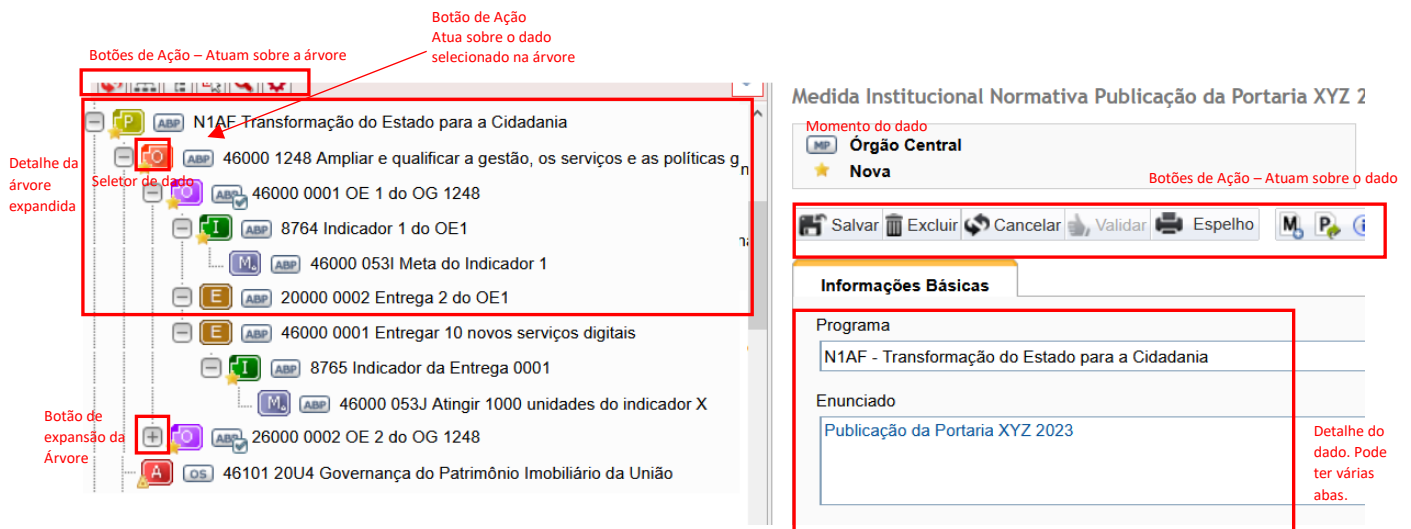 Botão de Ação
Atua sobre o dado
selecionado na árvore
Botões de Ação – Atuam sobre a árvore
P ABP N1AF Transformação do Estado para a Cidadania
O ABP 46000 1248 Ampliar e qualificar a gestão, os serviços e as políticas g
Detalhe da
árvore
expandida
Seletor de dado
O ABP 46000 0001 OE 1 do OG 1248
I ABP 8764 Indicador 1 do OE1
M ABP 46000 053I Meta do Indicador 1
E ABP 20000 0002 Entrega 2 do OE1
E ABP 46000 0001 Entregar 10 novos serviços digitais
I ABP 8765 Indicador da Entrega 0001
M ABP 46000 053J Atingir 1000 unidades do indicador X
Botão de
expansão da
Árvore
O ABP 26000 0002 OE 2 do OG 1248
A OS 46101 20U4 Governança do Patrimônio Imobiliário da União
Medida Institucional Normativa Publicação da Portaria XYZ 2
Momento do dado
MP Órgão Central
Nova
Botões de Ação – Atuam sobre o dado
Salvar Excluir Cancelar Validar Espelho M P i
Informações Básicas
Programa
N1AF - Transformação do Estado para a Cidadania
Enunciado
Publicação da Portaria XYZ 2023
Detalhe do
dado. Pode
ter várias
abas.